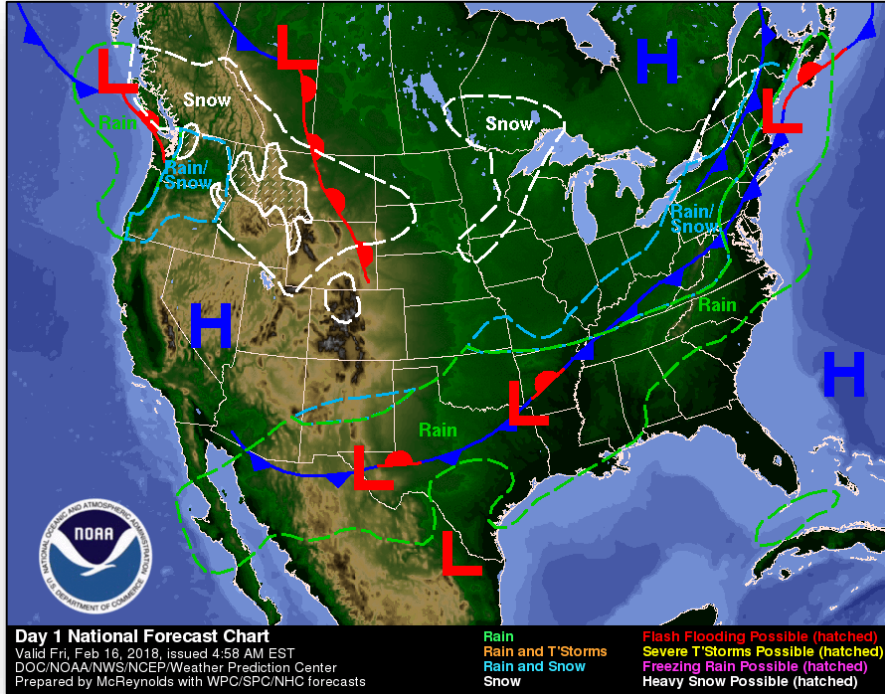 L
L
H
L
Snow
Rain
Snow
Rain/
Snow
Rain/
Snow
H
Rain
H
L
Rain
L
L
NATIONAL OCEANIC AND ATMOSPHERIC ADMINISTRATION
NOAA
U.S. DEPARTMENT OF COMMERCE
Day 1 National Forecast Chart
Valid Fri, Feb 16, 2018, issued 4:58 AM EST
DOC/NOAA/NWS/NCEP/Weather Prediction Center
Prepared by McReynolds with WPC/SPC/NHC forecasts
Rain
Rain and T'Storms
Rain and Snow
Snow
Flash Flooding Possible (hatched)
Severe T'Storms Possible (hatched)
Freezing Rain Possible (hatched)
Heavy Snow Possible (hatched)